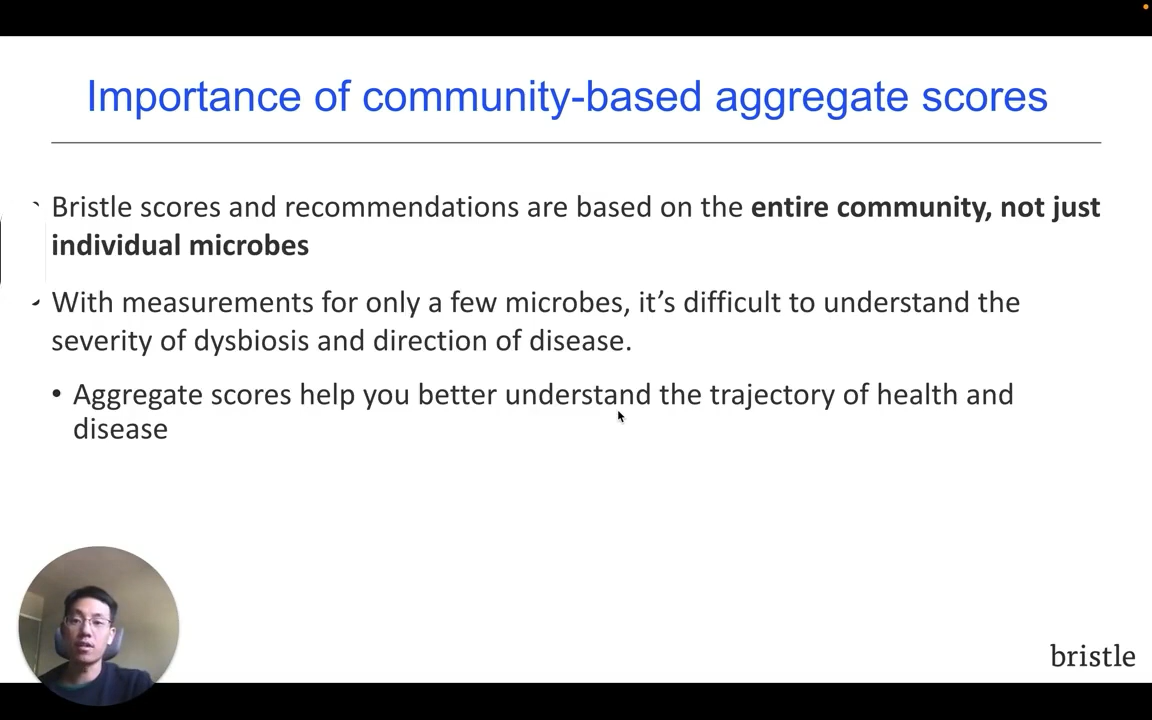 Importance of community-based aggregate scores
Bristle scores and recommendations are based on the entire community, not just
individual microbes
With measurements for only a few microbes, it’s difficult to understand the
severity of dysbiosis and direction of disease.
• Aggregate scores help you better understand the trajectory of health and
disease
bristle